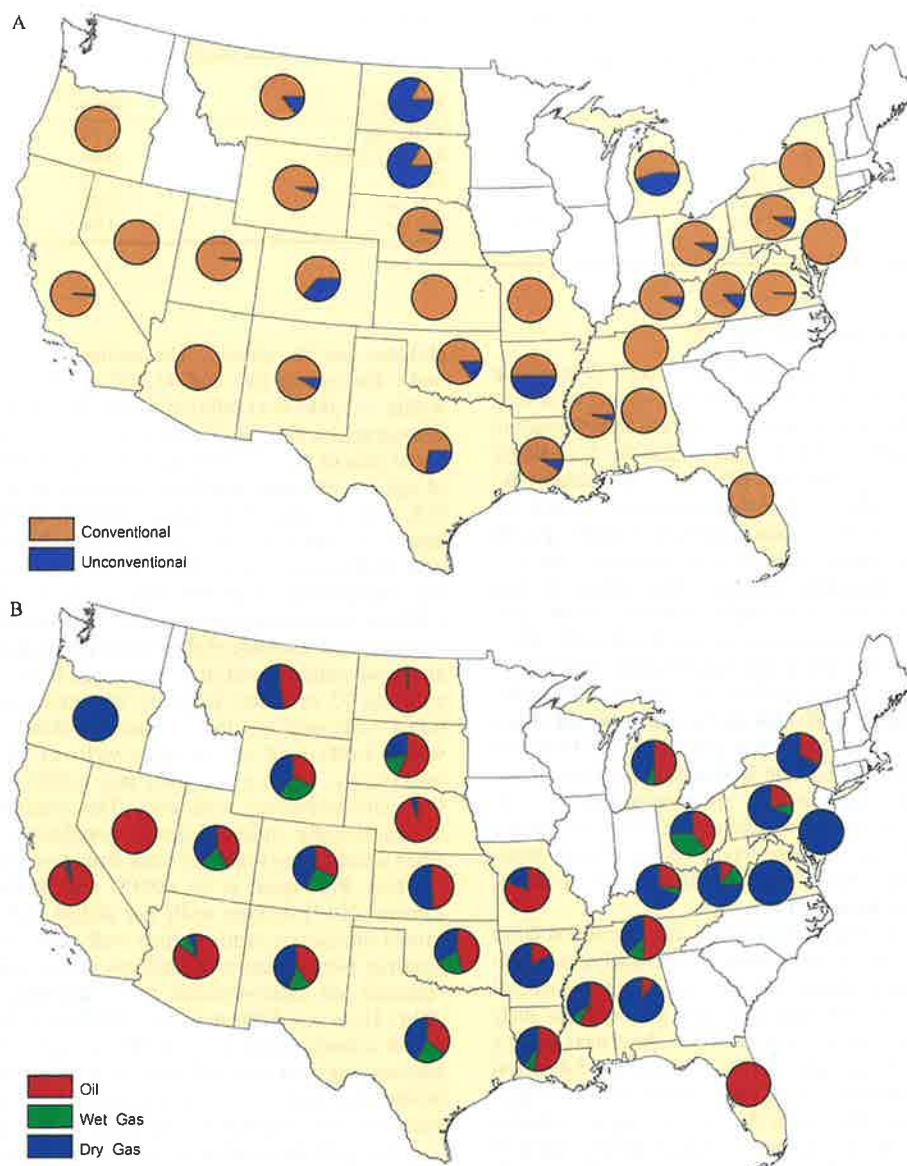 A
Conventional
Unconventional
B
Oil
Wet Gas
Dry Gas